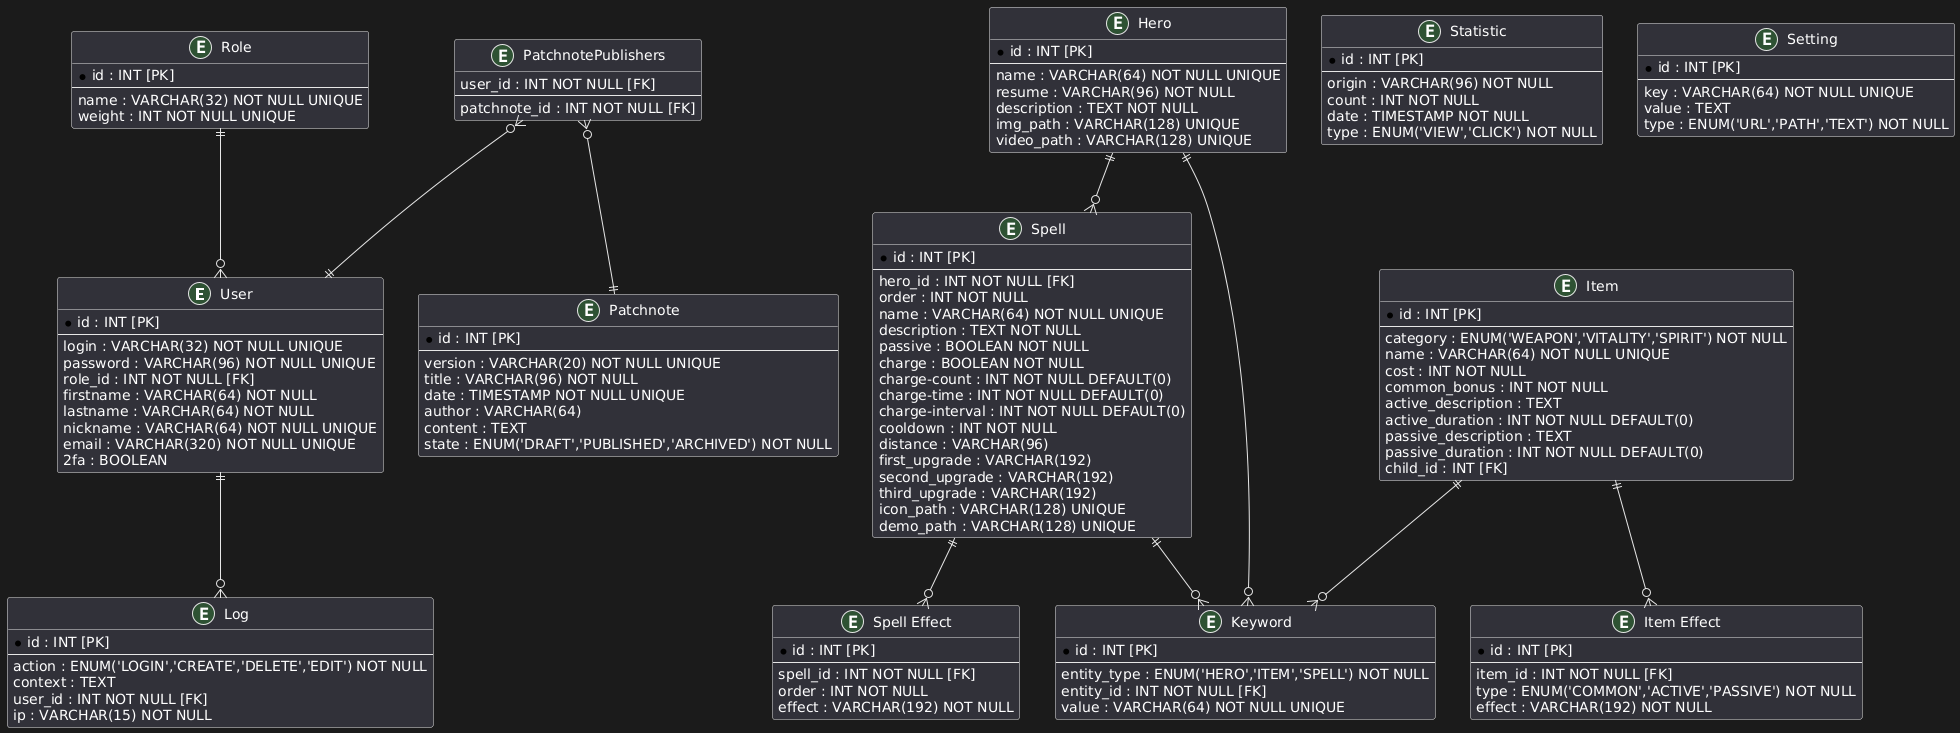 E Role
id : INT [PK]
name : VARCHAR(32) NOT NULL UNIQUE
weight : INT NOT NULL UNIQUE
E PatchnotePublishers
user_id : INT NOT NULL [FK]
patchnote_id : INT NOT NULL [FK]
E Hero
id : INT [PK]
name : VARCHAR(64) NOT NULL UNIQUE
resume : VARCHAR(96) NOT NULL
description : TEXT NOT NULL
img_path : VARCHAR(128) UNIQUE
video_path : VARCHAR(128) UNIQUE
E Statistic
id : INT [PK]
origin : VARCHAR(96) NOT NULL
count : INT NOT NULL
date : TIMESTAMP NOT NULL
type : ENUM('VIEW','CLICK') NOT NULL
E Setting
id : INT [PK]
key : VARCHAR(64) NOT NULL UNIQUE
value : TEXT
type : ENUM('URL','PATH','TEXT') NOT NULL
E User
id : INT [PK]
login : VARCHAR(32) NOT NULL UNIQUE
password : VARCHAR(96) NOT NULL UNIQUE
role_id : INT NOT NULL [FK]
firstname : VARCHAR(64) NOT NULL
lastname : VARCHAR(64) NOT NULL
nickname : VARCHAR(64) NOT NULL UNIQUE
email : VARCHAR(320) NOT NULL UNIQUE
2fa : BOOLEAN
E Patchnote
id : INT [PK]
version : VARCHAR(20) NOT NULL UNIQUE
title : VARCHAR(96) NOT NULL
date : TIMESTAMP NOT NULL UNIQUE
author : VARCHAR(64)
content : TEXT
state : ENUM('DRAFT','PUBLISHED','ARCHIVED') NOT NULL
E Spell
id : INT [PK]
hero_id : INT NOT NULL [FK]
order : INT NOT NULL
name : VARCHAR(64) NOT NULL UNIQUE
description : TEXT NOT NULL
passive : BOOLEAN NOT NULL
charge : BOOLEAN NOT NULL
charge-count : INT NOT NULL DEFAULT(0)
charge-time : INT NOT NULL DEFAULT(0)
charge-interval : INT NOT NULL DEFAULT(0)
cooldown : INT NOT NULL
distance : VARCHAR(96)
first_upgrade : VARCHAR(192)
second_upgrade : VARCHAR(192)
third_upgrade : VARCHAR(192)
icon_path : VARCHAR(128) UNIQUE
demo_path : VARCHAR(128) UNIQUE
E Item
id : INT [PK]
category : ENUM('WEAPON','VITALITY','SPIRIT') NOT NULL
name : VARCHAR(64) NOT NULL UNIQUE
cost : INT NOT NULL
common_bonus : INT NOT NULL
active_description : TEXT
active_duration : INT NOT NULL DEFAULT(0)
passive_description : TEXT
passive_duration : INT NOT NULL DEFAULT(0)
child_id : INT [FK]
E Log
id : INT [PK]
action : ENUM('LOGIN','CREATE','DELETE','EDIT') NOT NULL
context : TEXT
user_id : INT NOT NULL [FK]
ip : VARCHAR(15) NOT NULL
E Spell Effect
id : INT [PK]
spell_id : INT NOT NULL [FK]
order : INT NOT NULL
effect : VARCHAR(192) NOT NULL
E Keyword
id : INT [PK]
entity_type : ENUM('HERO','ITEM','SPELL') NOT NULL
entity_id : INT NOT NULL [FK]
value : VARCHAR(64) NOT NULL UNIQUE
E Item Effect
id : INT [PK]
item_id : INT NOT NULL [FK]
type : ENUM('COMMON','ACTIVE','PASSIVE') NOT NULL
effect : VARCHAR(192) NOT NULL